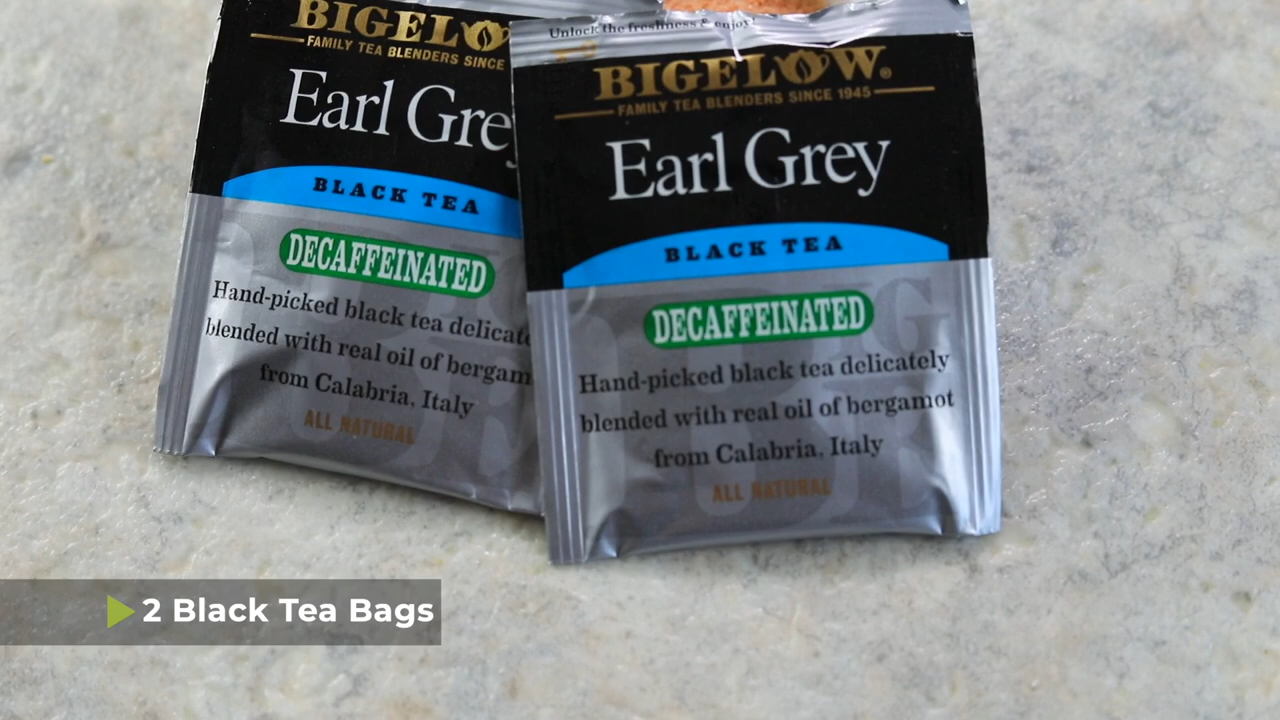 BIGELOW
FAMILY TEA BLENDERS SINCE
Earl Grey
BLACK TEA
DECAFFEINATED
Hand-picked black tea delicate
blended with real oil of bergam
from Calabria, Italy
ALL NATURAL
Unlock the freshness & enjoy!
BIGELOW®
FAMILY TEA BLENDERS SINCE 1945
Earl Grey
BLACK TEA
DECAFFEINATED
Hand-picked black tea delicately
blended with real oil of bergamot
from Calabria, Italy
ALL NATURAL
2 Black Tea Bags